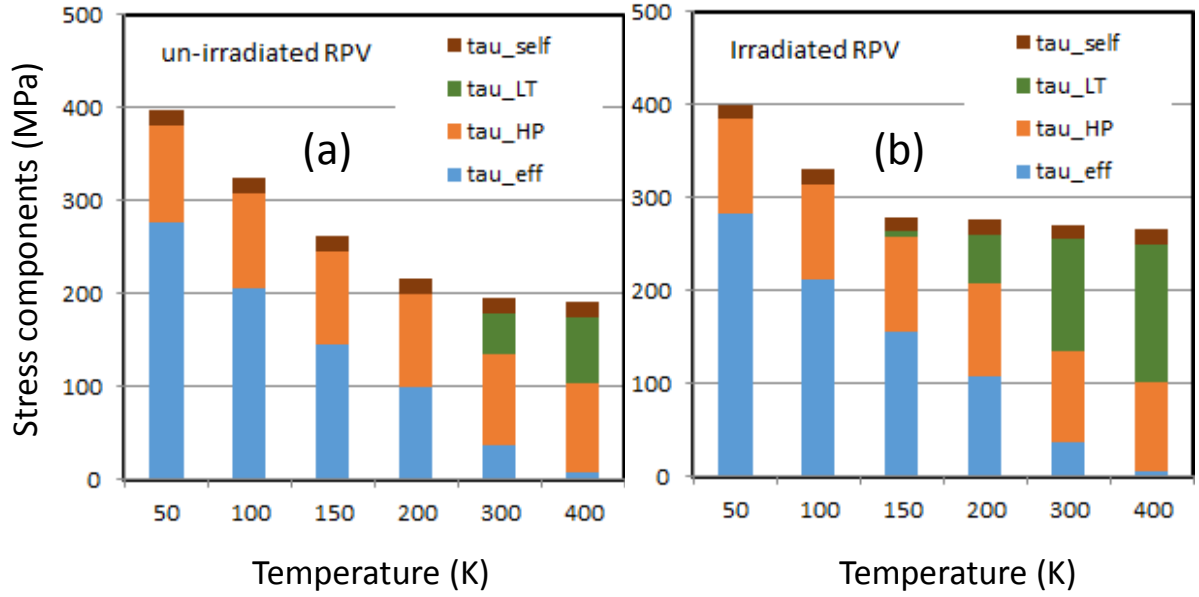 Stress components (MPa)
500
400
300
200
100
0
un-irradiated RPV
(a)
tau_self
tau_LT
tau_HP
tau_eff
50 100 150 200 300 400
Temperature (K)
500
400
300
200
100
0
Irradiated RPV
(b)
tau_self
tau_LT
tau_HP
tau_eff
50 100 150 200 300 400
Temperature (K)